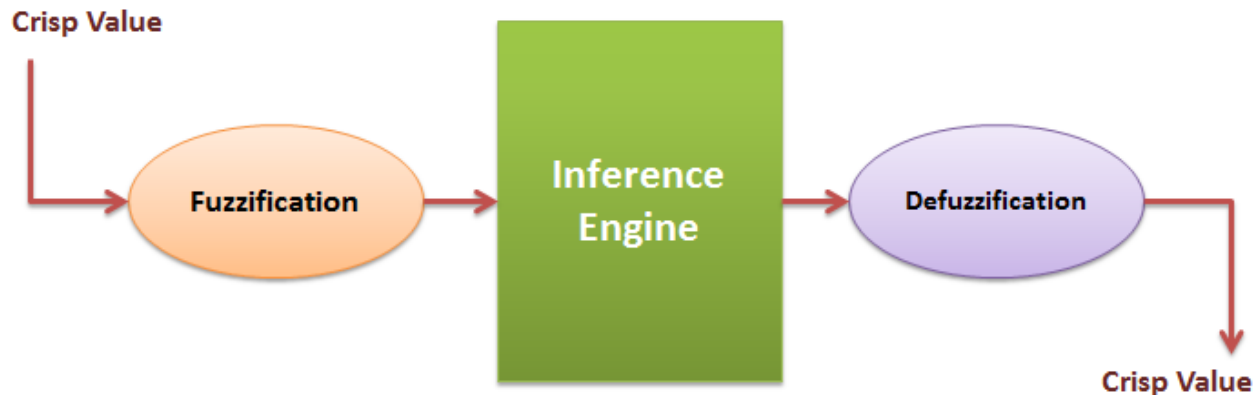 Crisp Value
Fuzzification
Inference
Engine
Defuzzification
Crisp Value